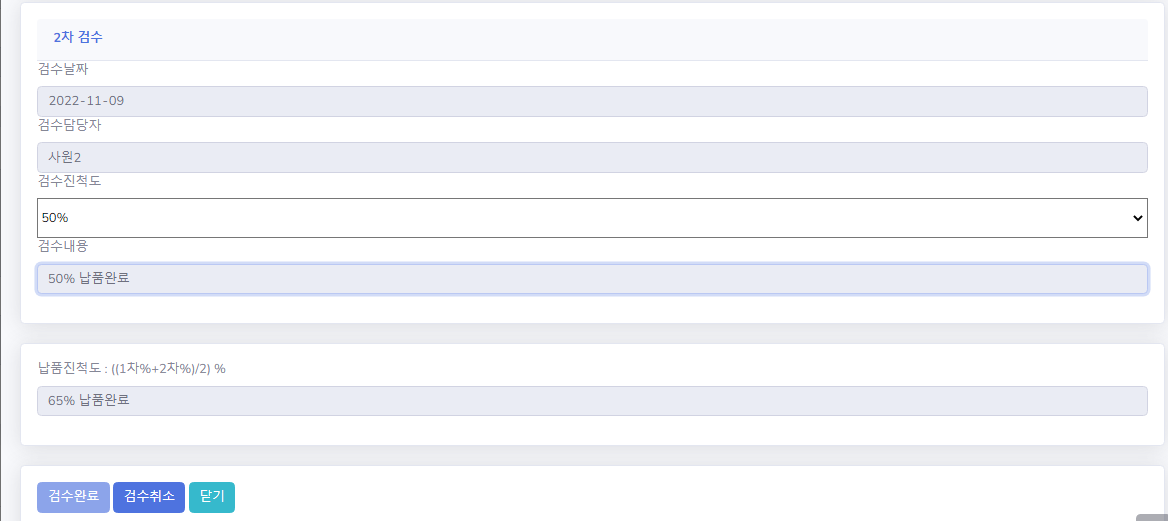 2차 검수
검수날짜
2022-11-09
검수담당자
사원2
검수진척도
50%
검수내용
50% 납품완료
납품진척도 : ((1차%+2차%)/2) %
65% 납품완료
검수완료 검수취소 닫기